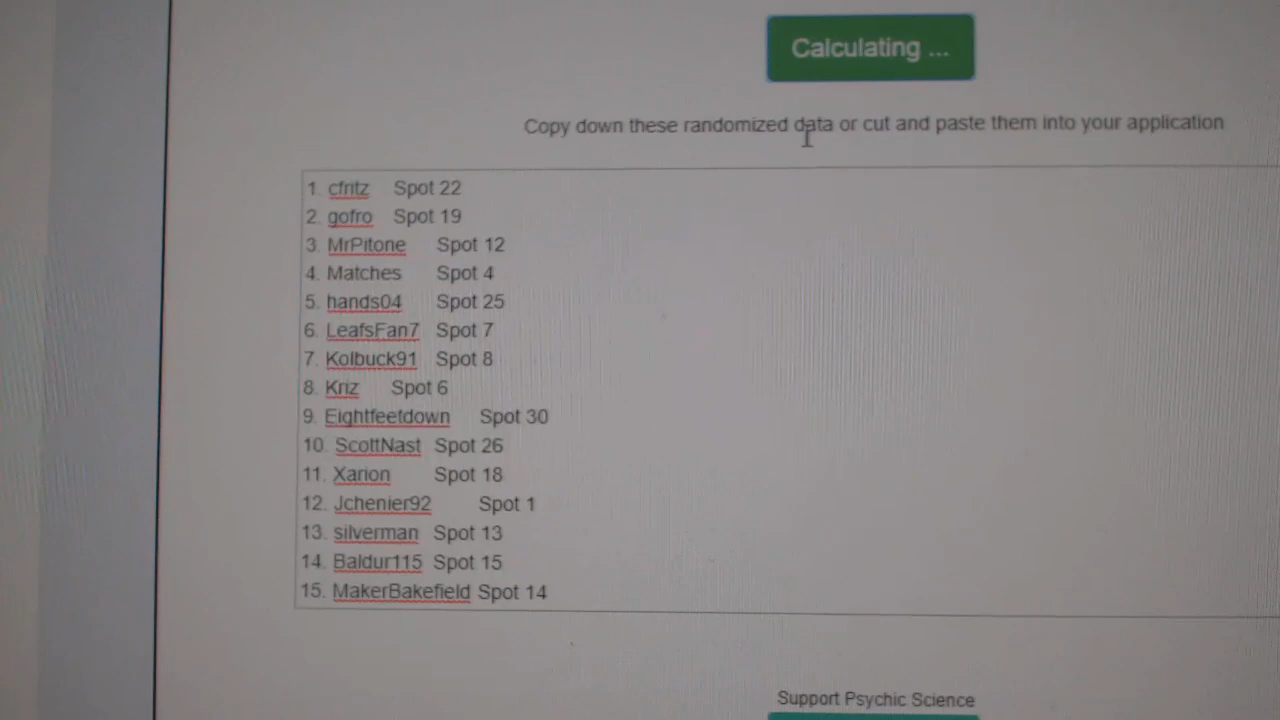 Calculating ...
Copy down these randomized data or cut and paste them into your application
1. cfritz Spot 22
2. gofro Spot 19
3. MrPitone Spot 12
4. Matches Spot 4
5. hands04 Spot 25
6. LeafsFan7 Spot 7
7. Kolbuck91 Spot 8
8. Kriz Spot 6
9. Eightfeetdown Spot 30
10. ScottNast Spot 26
11. Xarion Spot 18
12. Jchenier92 Spot 1
13. silverman Spot 13
14. Baldur115 Spot 15
15. MakerBakefield Spot 14
Support Psychic Science